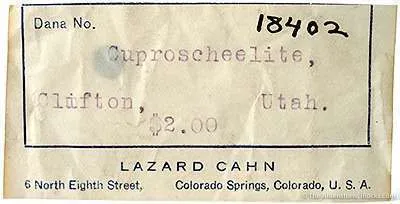 Dana No. 18402
Cuproscheelite,
Clifton, Utah.
$2.00
LAZARD CAHN
6 North Eighth Street, Colorado Springs, Colorado, U. S. A.